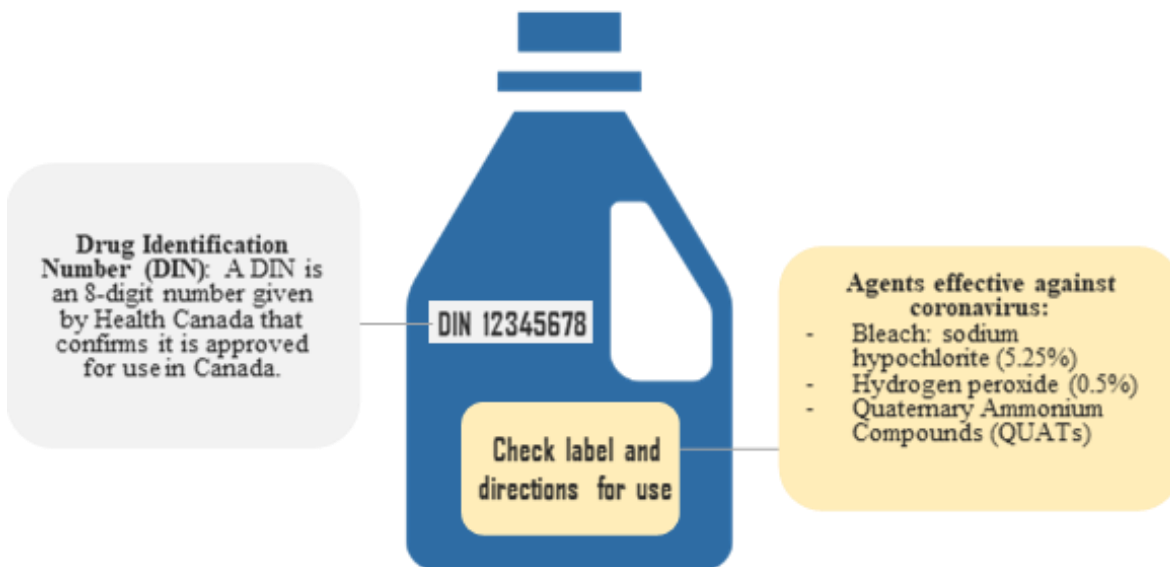 Drug Identification
Number (DIN): A DIN is
an 8-digit number given
by Health Canada that
confirms it is approved
for use in Canada.
DIN 12345678
Check label and
directions for use
Agents effective against
coronavirus:
- Bleach: sodium
hypochlorite (5.25%)
- Hydrogen peroxide (0.5%)
- Quaternary Ammonium
Compounds (QUATs)